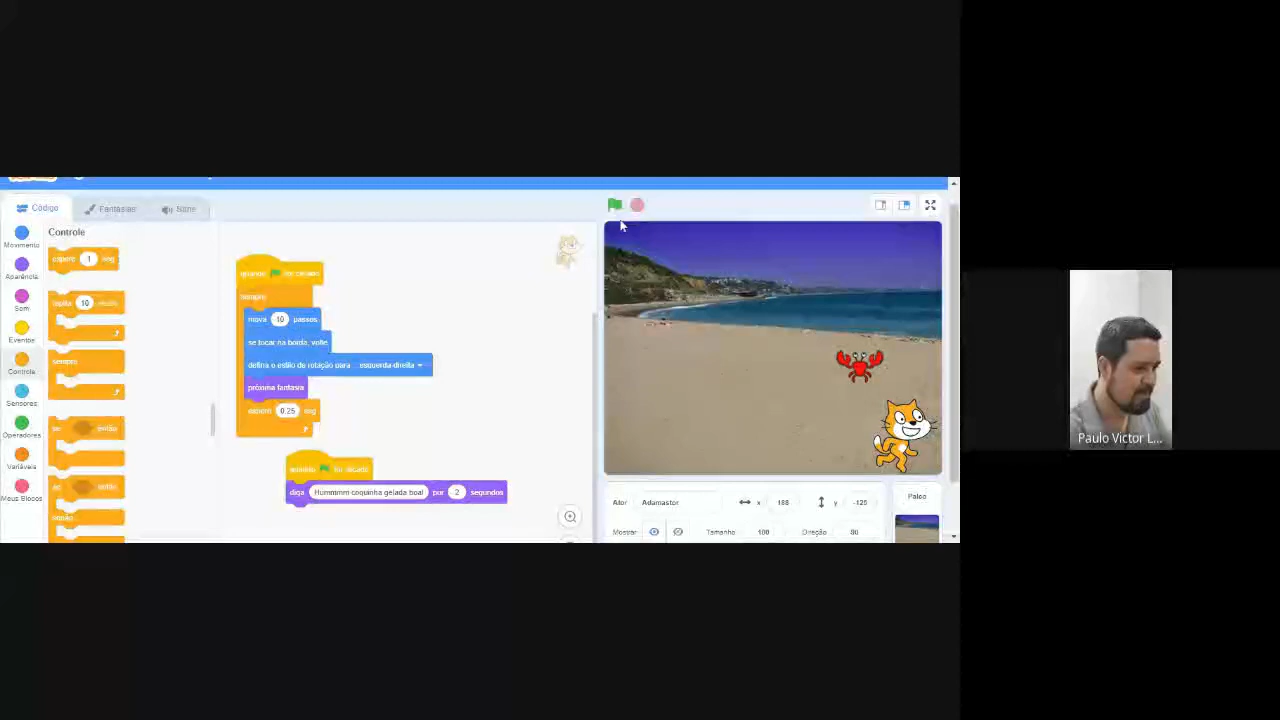 Código
Fantasias
Sons
Movimento
Aparência
Som
Eventos
Controle
Sensores
Operadores
Variáveis
Meus Blocos
Controle
espere 1 seg
repita 10 vezes
sempre
se então
se então
senão
quando for clicado
sempre
mova 10 passos
se tocar na borda, volte
defina o estilo de rotação para esquerda-direita
próxima fantasia
espere 0.25 seg
quando for clicado
diga Hummmm coquinha gelada boa! por 2 segundos
Ator Adamastor x 188 y -125
Mostrar Tamanho 100 Direção 90
Palco
Paulo Victor L...